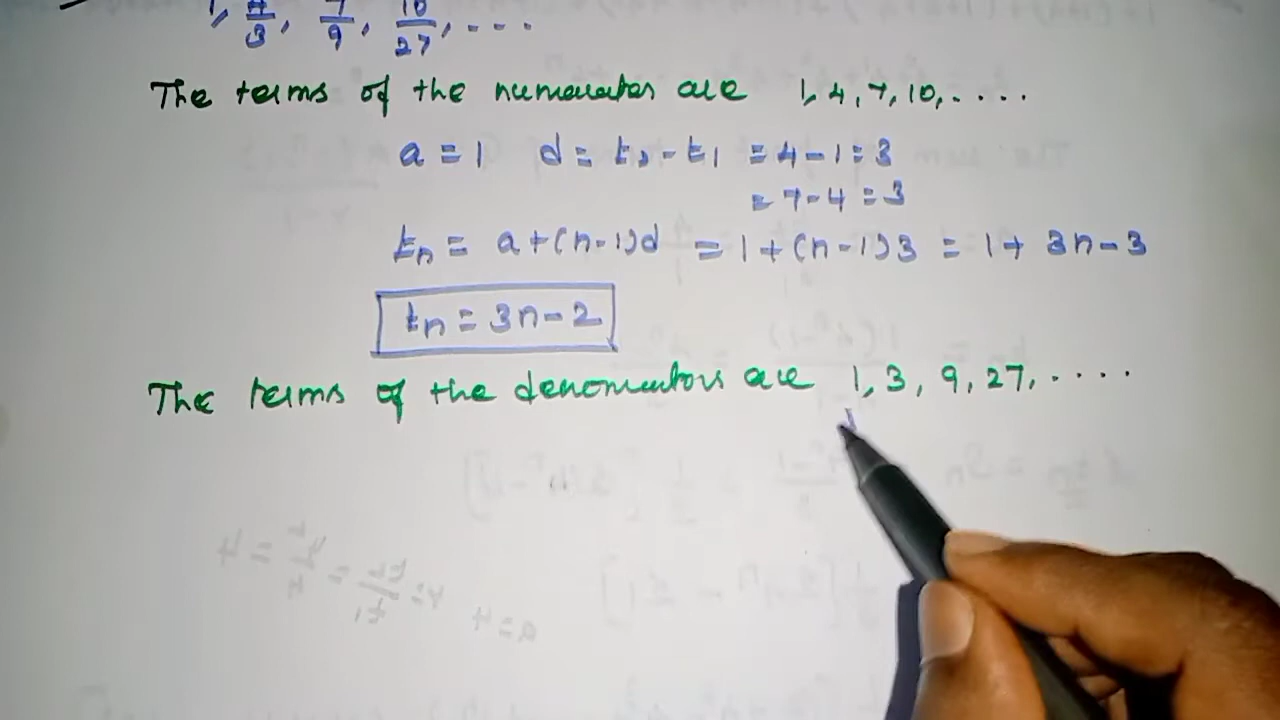 1, 4/3, 7/9, 10/27, ....
The terms of the numerator are 1, 4, 7, 10, ....
a = 1 d = t2 - t1 = 4 - 1 = 3
= 7 - 4 = 3
tn = a + (n-1)d = 1 + (n-1)3 = 1 + 3n - 3
tn = 3n - 2
The terms of the denominators are 1, 3, 9, 27, ....